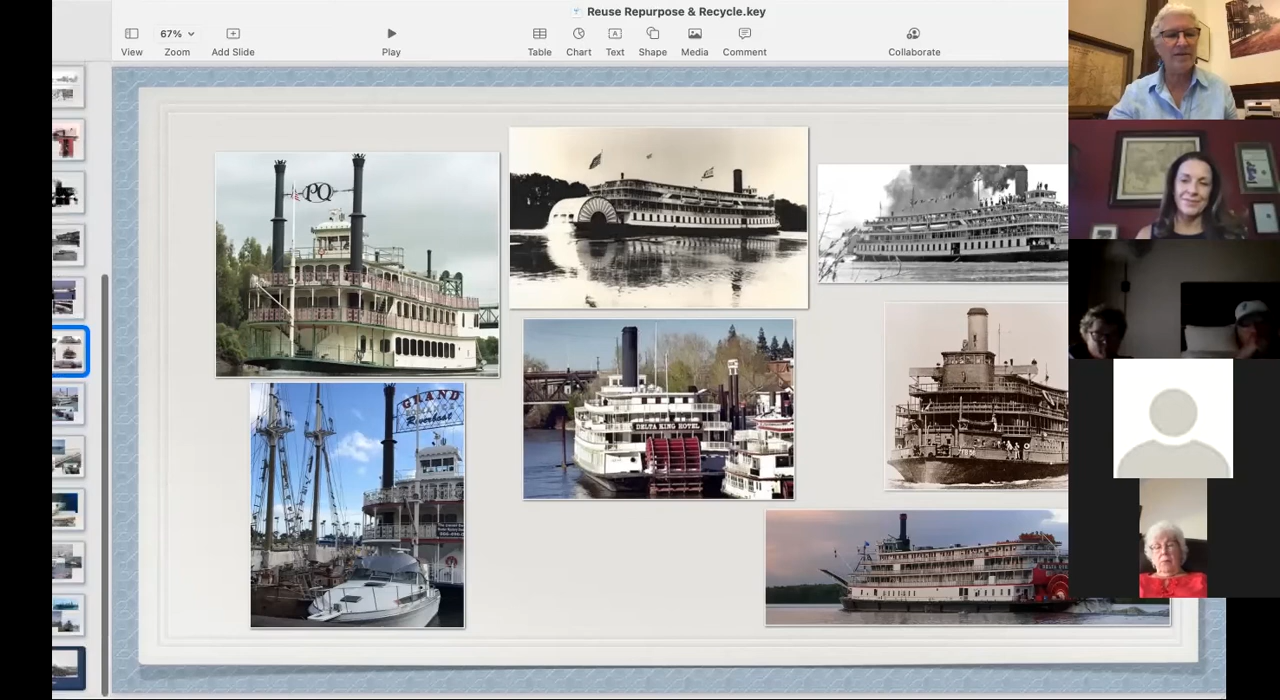 Reuse Repurpose & Recycle.key
67%
View
Zoom
Add Slide
Play
Table
Chart
Text
Shape
Media
Comment
Collaborate
PQ
DELTA KING HOTEL
GRAND
Riverboat